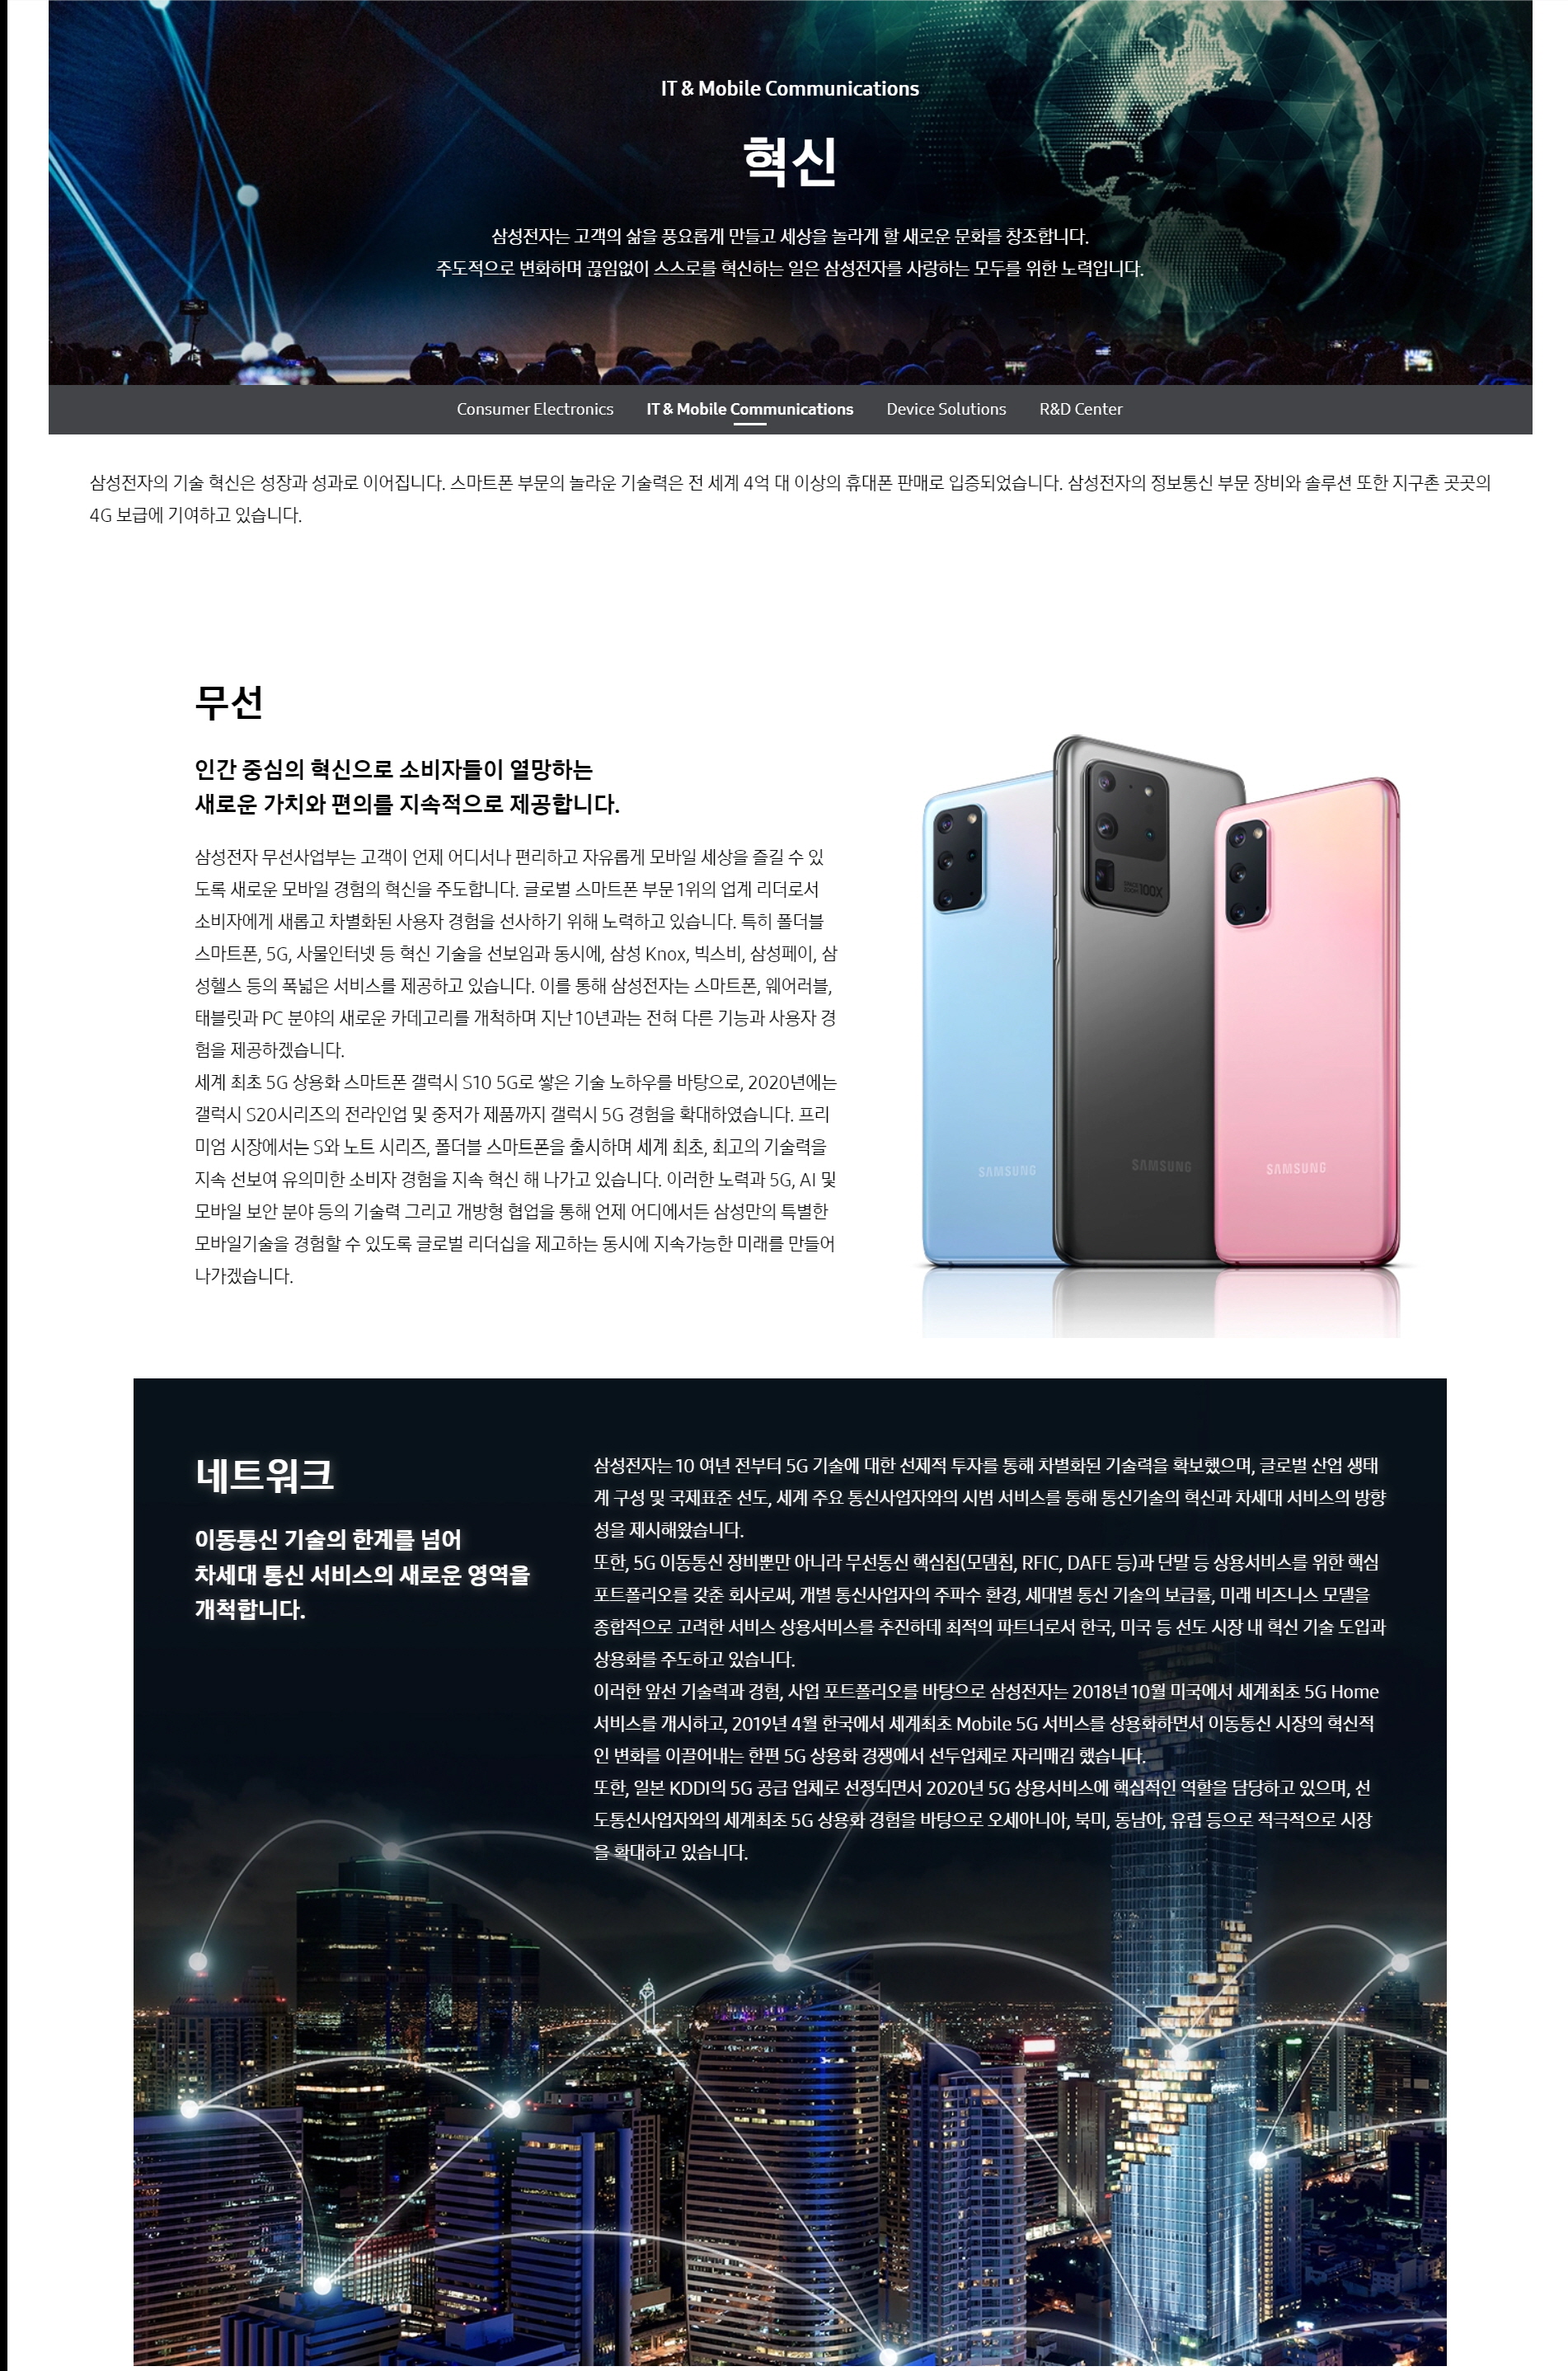 IT & Mobile Communications
혁신
삼성전자는 고객의 삶을 풍요롭게 만들고 세상을 놀라게 할 새로운 문화를 창조합니다.
주도적으로 변화하며 끊임없이 스스로를 혁신하는 일은 삼성전자를 사랑하는 모두를 위한 노력입니다.
Consumer Electronics IT & Mobile Communications Device Solutions R&D Center
삼성전자의 기술 혁신은 성장과 성과로 이어집니다. 스마트폰 부문의 놀라운 기술력은 전 세계 4억 대 이상의 휴대폰 판매로 입증되었습니다. 삼성전자의 정보통신 부문 장비와 솔루션 또한 지구촌 곳곳의
4G 보급에 기여하고 있습니다.
무선
인간 중심의 혁신으로 소비자들이 열망하는
새로운 가치와 편의를 지속적으로 제공합니다.
삼성전자 무선사업부는 고객이 언제 어디서나 편리하고 자유롭게 모바일 세상을 즐길 수 있
도록 새로운 모바일 경험의 혁신을 주도합니다. 글로벌 스마트폰 부문 1위의 업계 리더로서
소비자에게 새롭고 차별화된 사용자 경험을 선사하기 위해 노력하고 있습니다. 특히 폴더블
스마트폰, 5G, 사물인터넷 등 혁신 기술을 선보임과 동시에, 삼성 Knox, 빅스비, 삼성페이, 삼
성헬스 등의 폭넓은 서비스를 제공하고 있습니다. 이를 통해 삼성전자는 스마트폰, 웨어러블,
태블릿과 PC 분야의 새로운 카데고리를 개척하며 지난 10년과는 전혀 다른 기능과 사용자 경
험을 제공하겠습니다.
세계 최초 5G 상용화 스마트폰 갤럭시 S10 5G로 쌓은 기술 노하우를 바탕으로, 2020년에는
갤럭시 S20시리즈의 전라인업 및 중저가 제품까지 갤럭시 5G 경험을 확대하였습니다. 프리
미엄 시장에서는 S와 노트 시리즈, 폴더블 스마트폰을 출시하며 세계 최초, 최고의 기술력을
지속 선보여 유의미한 소비자 경험을 지속 혁신 해 나가고 있습니다. 이러한 노력과 5G, AI 및
모바일 보안 분야 등의 기술력 그리고 개방형 협업을 통해 언제 어디에서든 삼성만의 특별한
모바일기술을 경험할 수 있도록 글로벌 리더십을 제고하는 동시에 지속가능한 미래를 만들어
나가겠습니다.
SPACE ZOOM 100X
SAMSUNG
SAMSUNG
SAMSUNG
네트워크
이동통신 기술의 한계를 넘어
차세대 통신 서비스의 새로운 영역을
개척합니다.
삼성전자는 10 여년 전부터 5G 기술에 대한 선제적 투자를 통해 차별화된 기술력을 확보했으며, 글로벌 산업 생태
계 구성 및 국제표준 선도, 세계 주요 통신사업자와의 시범 서비스를 통해 통신기술의 혁신과 차세대 서비스의 방향
성을 제시해왔습니다.
또한, 5G 이동통신 장비뿐만 아니라 무선통신 핵심칩(모뎀칩, RFIC, DAFE 등)과 단말 등 상용서비스를 위한 핵심
포트폴리오를 갖춘 회사로써, 개별 통신사업자의 주파수 환경, 세대별 통신 기술의 보급률, 미래 비즈니스 모델을
종합적으로 고려한 서비스 상용서비스를 추진하데 최적의 파트너로서 한국, 미국 등 선도 시장 내 혁신 기술 도입과
상용화를 주도하고 있습니다.
이러한 앞선 기술력과 경험, 사업 포트폴리오를 바탕으로 삼성전자는 2018년 10월 미국에서 세계최초 5G Home
서비스를 개시하고, 2019년 4월 한국에서 세계최초 Mobile 5G 서비스를 상용화하면서 이동통신 시장의 혁신적
인 변화를 이끌어내는 한편 5G 상용화 경쟁에서 선두업체로 자리매김 했습니다.
또한, 일본 KDDI의 5G 공급 업체로 선정되면서 2020년 5G 상용서비스에 핵심적인 역할을 담당하고 있으며, 선
도통신사업자와의 세계최초 5G 상용화 경험을 바탕으로 오세아니아, 북미, 동남아, 유럽 등으로 적극적으로 시장
을 확대하고 있습니다.